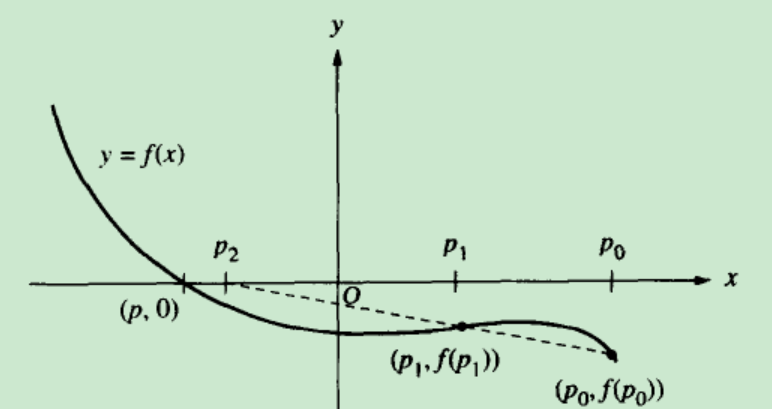 y
y = f(x)
p₂
p₁
p₀
x
O
(p, 0)
(p₁, f(p₁))
(p₀, f(p₀))